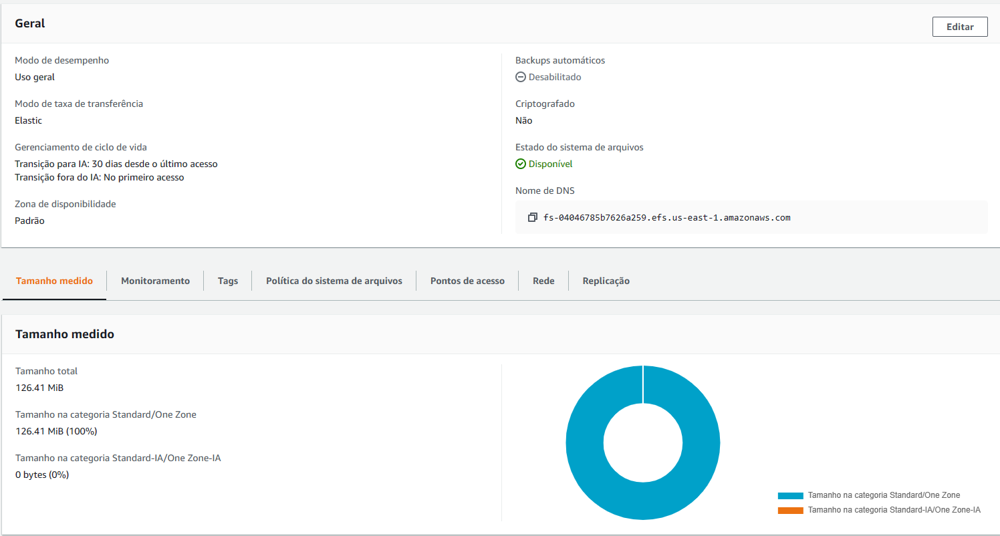 Geral
Editar
Modo de desempenho
Uso geral
Modo de taxa de transferência
Elastic
Gerenciamento de ciclo de vida
Transição para IA: 30 dias desde o último acesso
Transição fora do IA: No primeiro acesso
Zona de disponibilidade
Padrão
Backups automáticos
Desabilitado
Criptografado
Não
Estado do sistema de arquivos
Disponível
Nome de DNS
fs-04046785b7626a259.efs.us-east-1.amazonaws.com
Tamanho medido
Monitoramento
Tags
Política do sistema de arquivos
Pontos de acesso
Rede
Replicação
Tamanho medido
Tamanho total
126.41 MiB
Tamanho na categoria Standard/One Zone
126.41 MiB (100%)
Tamanho na categoria Standard-IA/One Zone-IA
0 bytes (0%)
Tamanho na categoria Standard/One Zone
Tamanho na categoria Standard-IA/One Zone-IA